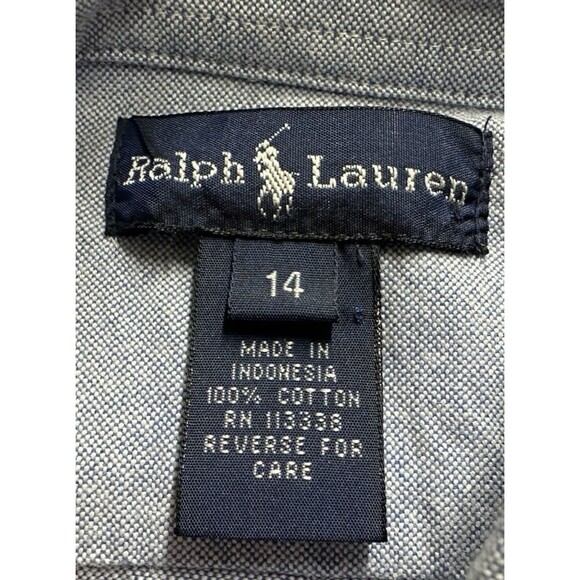 Ralph Lauren
14
MADE IN
INDONESIA
100% COTTON
RN 113338
REVERSE FOR
CARE